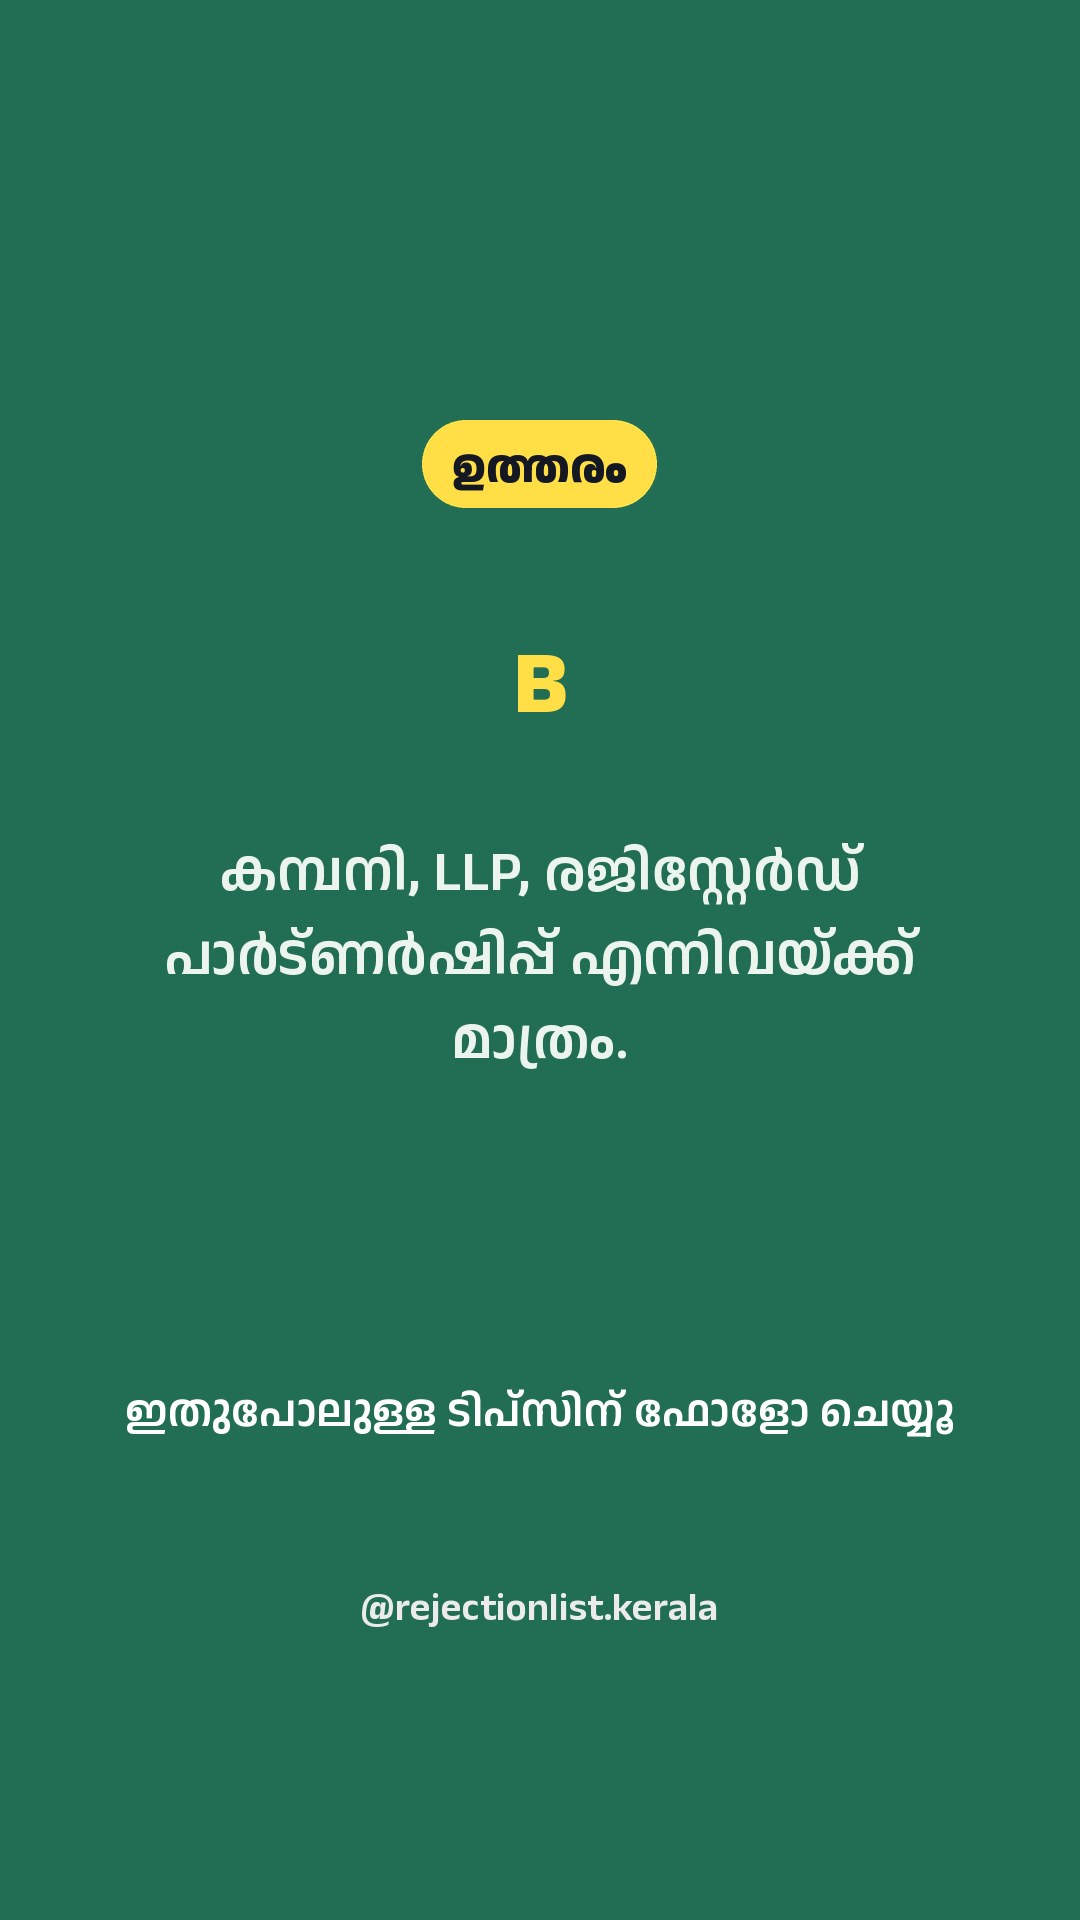 ഉത്തരം
B
കമ്പനി, LLP, രജിസ്റ്റേർഡ്
പാർട്ണർഷിപ്പ് എന്നിവയ്ക്ക്
മാത്രം.
ഇതുപോലുള്ള ടിപ്സിന് ഫോളോ ചെയ്യൂ
@rejectionlist.kerala